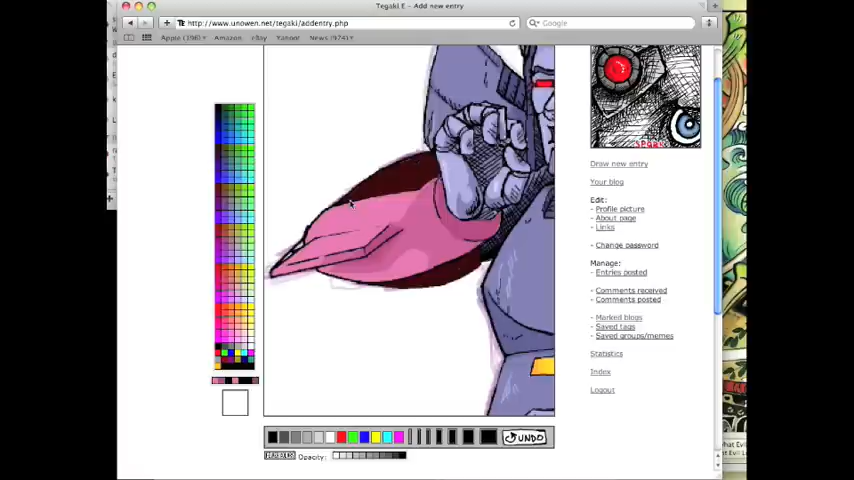 Tegaki E - Add new entry
http://www.unowen.net/tegaki/addentry.php
Google
Apple (196)▾ Amazon eBay Yahoo! News (974)▾
Draw new entry
Your blog
Edit:
- Profile picture
- About page
- Links
- Change password
Manage:
- Entries posted
- Comments received
- Comments posted
- Marked blogs
- Saved tags
- Saved groups/memes
Statistics
Index
Logout
UNDO
Opacity: